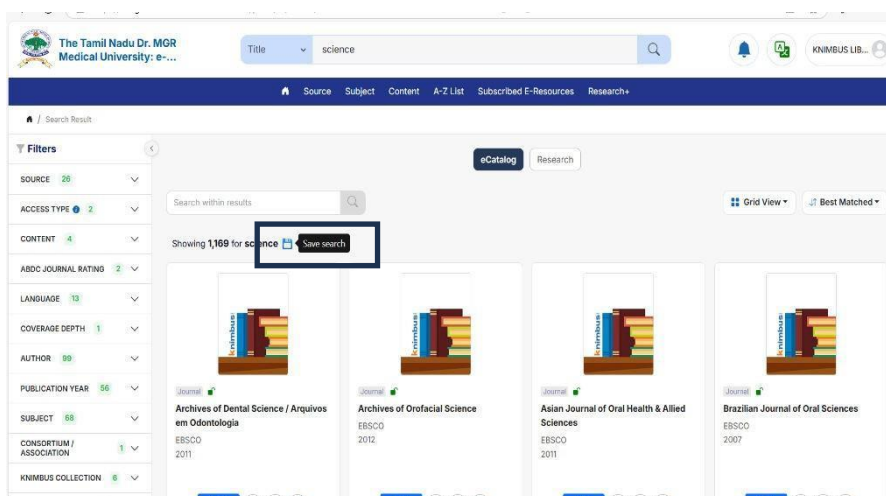 The Tamil Nadu Dr. MGR
Medical University: e-...
Title
science
KNIMBUS LIB...
Source Subject Content A-Z List Subscribed E-Resources Research+
/ Search Result
Filters
eCatalog Research
SOURCE 26
ACCESS TYPE 2
CONTENT 4
ABDC JOURNAL RATING 2
LANGUAGE 13
COVERAGE DEPTH 1
AUTHOR 99
PUBLICATION YEAR 56
SUBJECT 68
CONSORTIUM /
ASSOCIATION 1
KNIMBUS COLLECTION 6
Search within results
Grid View Best Matched
Showing 1,169 for science Save search
knimbus
Journal
Archives of Dental Science / Arquivos
em Odontologia
EBSCO
2011
knimbus
Journal
Archives of Orofacial Science
EBSCO
2012
knimbus
Journal
Asian Journal of Oral Health & Allied
Sciences
EBSCO
2011
knimbus
Journal
Brazilian Journal of Oral Sciences
EBSCO
2007